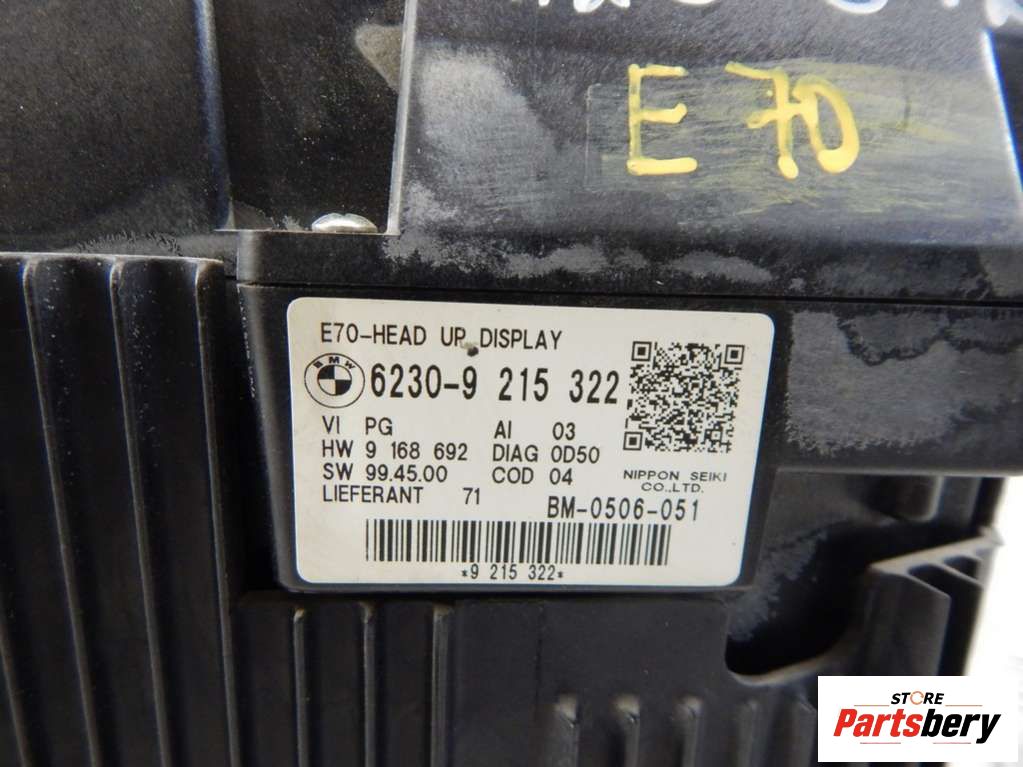 E 70
E70-HEAD UP DISPLAY
BMW 6230-9 215 322
VI PG AI 03
HW 9 168 692 DIAG 0D50
SW 99.45.00 COD 04
NIPPON SEIKI
CO.,LTD.
LIEFERANT 71 BM-0506-051
*9 215 322*
STORE
Partsbery